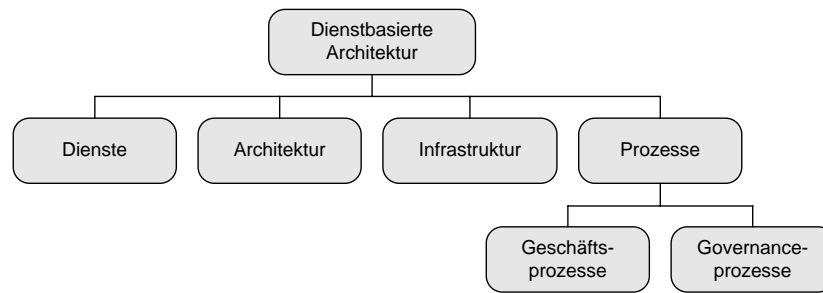 Dienstbasierte
Architektur
Dienste
Architektur
Infrastruktur
Prozesse
Geschäfts-
prozesse
Governance-
prozesse